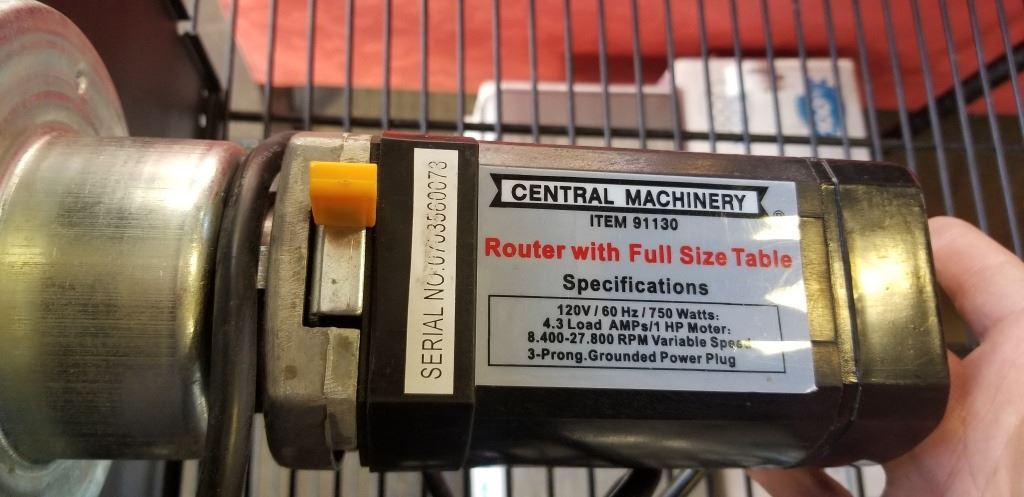 CENTRAL MACHINERY
®
ITEM 91130
Router with Full Size Table
Specifications
120V / 60 Hz / 750 Watts:
4.3 Load AMPs/1 HP Moter:
8.400-27.800 RPM Variable Speed
3-Prong.Grounded Power Plug
SERIAL NO:0703560073